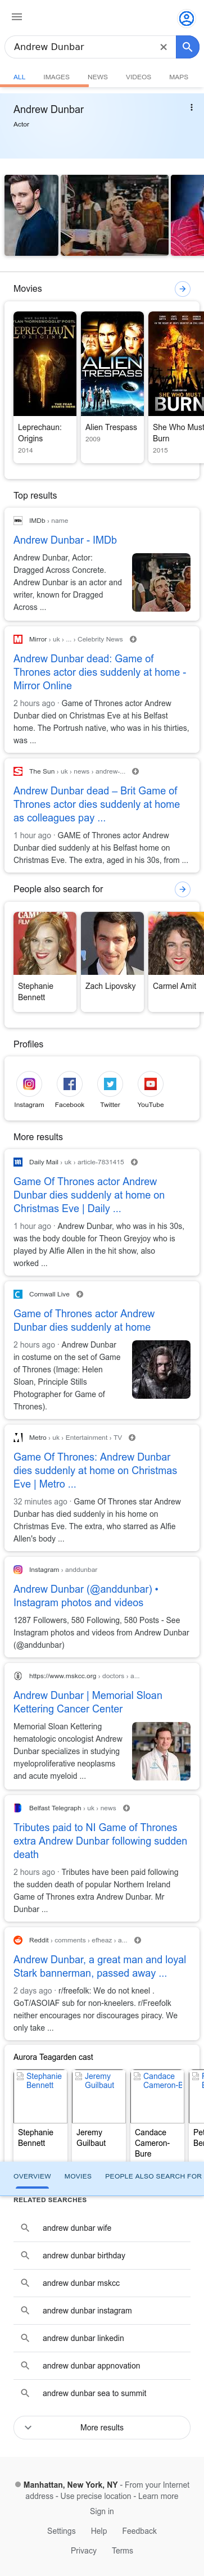 Andrew Dunbar
ALL IMAGES NEWS VIDEOS MAPS
Andrew Dunbar
Actor
Movies
LEPRECHAUN
ORIGINS
ALIEN
TRESPASS
SHE WHO MUST
BURN
Leprechaun:
Origins
2014
Alien Trespass
2009
She Who Must
Burn
2015
Top results
IMDb › name
Andrew Dunbar - IMDb
Andrew Dunbar, Actor:
Dragged Across Concrete.
Andrew Dunbar is an actor and
writer, known for Dragged
Across ...
Mirror › uk › ... › Celebrity News
Andrew Dunbar dead: Game of
Thrones actor dies suddenly at home -
Mirror Online
2 hours ago · Game of Thrones actor Andrew
Dunbar died on Christmas Eve at his Belfast
home. The Portrush native, who was in his thirties,
was ...
The Sun › uk › news › andrew-...
Andrew Dunbar dead – Brit Game of
Thrones actor dies suddenly at home
as colleagues pay ...
1 hour ago · GAME of Thrones actor Andrew
Dunbar died suddenly at his Belfast home on
Christmas Eve. The extra, aged in his 30s, from ...
People also search for
Stephanie
Bennett
Zach Lipovsky
Carmel Amit
Profiles
Instagram Facebook Twitter YouTube
More results
Daily Mail › uk › article-7831415
Game Of Thrones actor Andrew
Dunbar dies suddenly at home on
Christmas Eve | Daily ...
1 hour ago · Andrew Dunbar, who was in his 30s,
was the body double for Theon Greyjoy who is
played by Alfie Allen in the hit show, also
worked ...
Cornwall Live
Game of Thrones actor Andrew
Dunbar dies suddenly at home
2 hours ago · Andrew Dunbar
in costume on the set of Game
of Thrones (Image: Helen
Sloan, Principle Stills
Photographer for Game of
Thrones).
Metro › uk › Entertainment › TV
Game Of Thrones: Andrew Dunbar
dies suddenly at home on Christmas
Eve | Metro ...
32 minutes ago · Game Of Thrones star Andrew
Dunbar has died suddenly in his home on
Christmas Eve. The extra, who starred as Alfie
Allen's body ...
Instagram › anddunbar
Andrew Dunbar (@anddunbar) •
Instagram photos and videos
1287 Followers, 580 Following, 580 Posts - See
Instagram photos and videos from Andrew Dunbar
(@anddunbar)
https://www.mskcc.org › doctors › a...
Andrew Dunbar | Memorial Sloan
Kettering Cancer Center
Memorial Sloan Kettering
hematologic oncologist Andrew
Dunbar specializes in studying
myeloproliferative neoplasms
and acute myeloid ...
Belfast Telegraph › uk › news
Tributes paid to NI Game of Thrones
extra Andrew Dunbar following sudden
death
2 hours ago · Tributes have been paid following
the sudden death of popular Northern Ireland
Game of Thrones extra Andrew Dunbar. Mr
Dunbar ...
Reddit › comments › efreaz › a...
Andrew Dunbar, a great man and loyal
Stark bannerman, passed away ...
2 days ago · r/freefolk: We do not kneel .
GoT/ASOIAF sub for non-kneelers. r/Freefolk
neither encourages nor discourages piracy. We
only take ...
Aurora Teagarden cast
Stephanie
Bennett
Jeremy
Guilbaut
Candace
Cameron-B
Stephanie
Bennett
Jeremy
Guilbaut
Candace
Cameron-
Bure
OVERVIEW MOVIES PEOPLE ALSO SEARCH FOR
RELATED SEARCHES
andrew dunbar wife
andrew dunbar birthday
andrew dunbar mskcc
andrew dunbar instagram
andrew dunbar linkedin
andrew dunbar appnovation
andrew dunbar sea to summit
More results
Manhattan, New York, NY - From your Internet
address - Use precise location - Learn more
Sign in
Settings Help Feedback
Privacy Terms